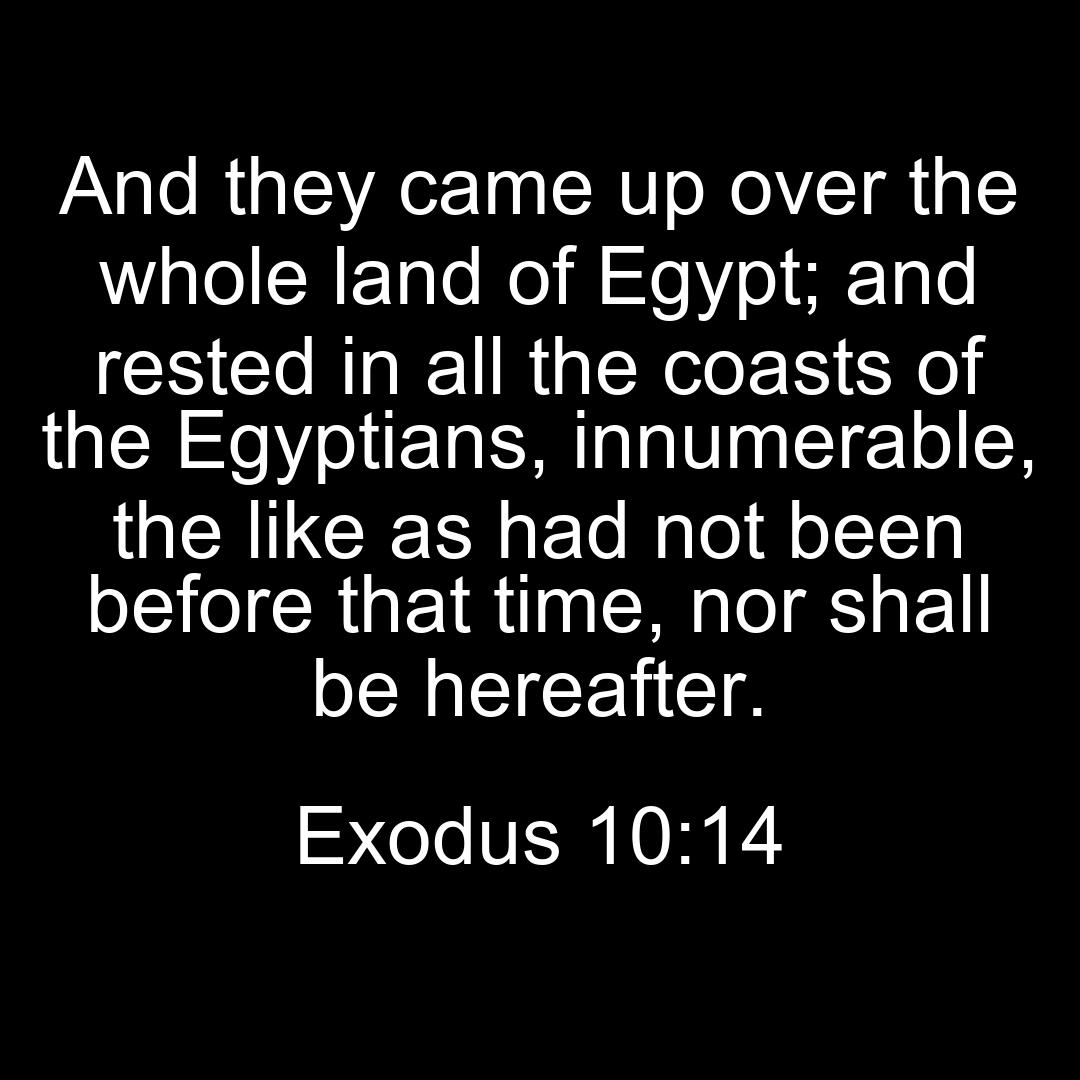 And they came up over the
whole land of Egypt; and
rested in all the coasts of
the Egyptians, innumerable,
the like as had not been
before that time, nor shall
be hereafter.
Exodus 10:14